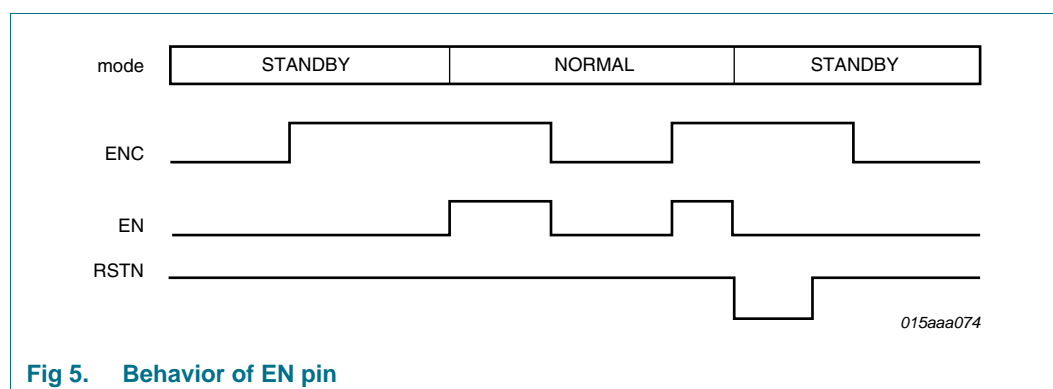 mode STANDBY NORMAL STANDBY
ENC
EN
RSTN
015aaa074
Fig 5. Behavior of EN pin